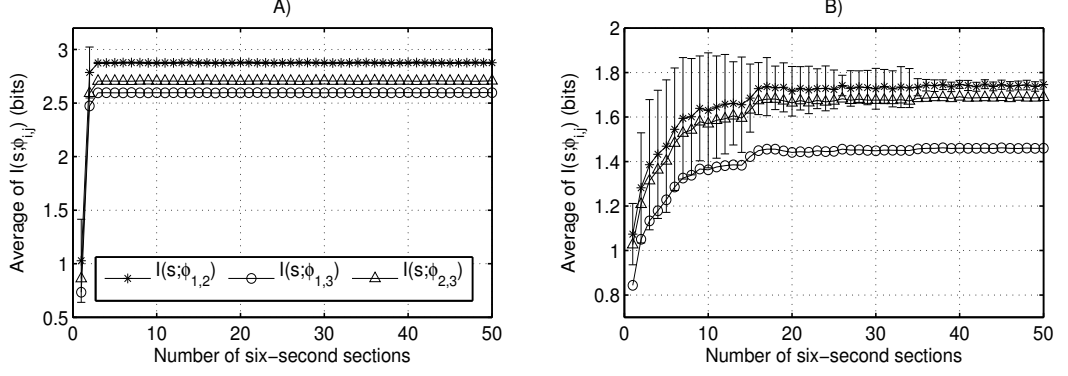 A)
Average of I(s;ϕi,j) (bits)
3
2.5
2
1.5
1
0.5
I(s;ϕ1,2) I(s;ϕ1,3) I(s;ϕ2,3)
0 10 20 30 40 50
Number of six−second sections
B)
Average of I(s;ϕi,j) (bits)
2
1.8
1.6
1.4
1.2
1
0.8
0 10 20 30 40 50
Number of six−second sections